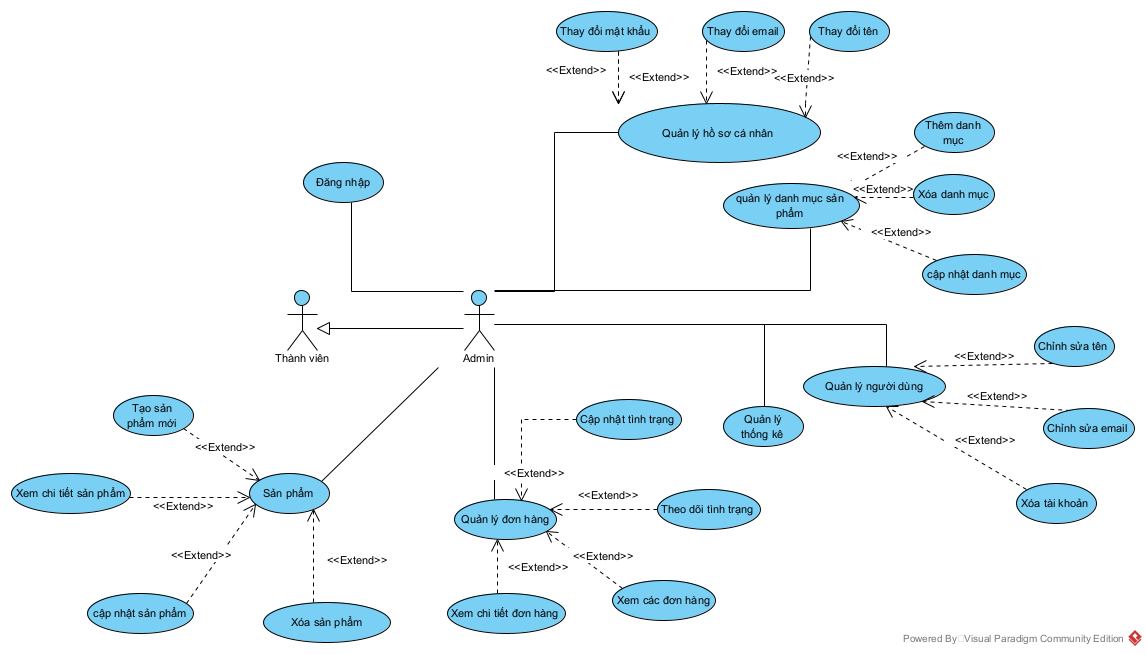 Thay đổi mật khẩu
Thay đổi email
Thay đổi tên
<<Extend>>
<<Extend>>
<<Extend>>
<<Extend>>
Quản lý hồ sơ cá nhân
Thêm danh
mục
<<Extend>>
Đăng nhập
<<Extend>>
Xóa danh mục
quản lý danh mục sản
phẩm
<<Extend>>
cập nhật danh mục
Thành viên
Admin
Chỉnh sửa tên
<<Extend>>
Quản lý người dùng
<<Extend>>
Chỉnh sửa email
Tạo sản
phẩm mới
Cập nhật tình trạng
Quản lý
thống kê
<<Extend>>
<<Extend>>
<<Extend>>
Xem chi tiết sản phẩm
Sản phẩm
<<Extend>>
<<Extend>>
Xóa tài khoản
Theo dõi tình trạng
Quản lý đơn hàng
<<Extend>>
<<Extend>>
<<Extend>>
<<Extend>>
cập nhật sản phẩm
Xóa sản phẩm
Xem chi tiết đơn hàng
Xem các đơn hàng
Powered By Visual Paradigm Community Edition